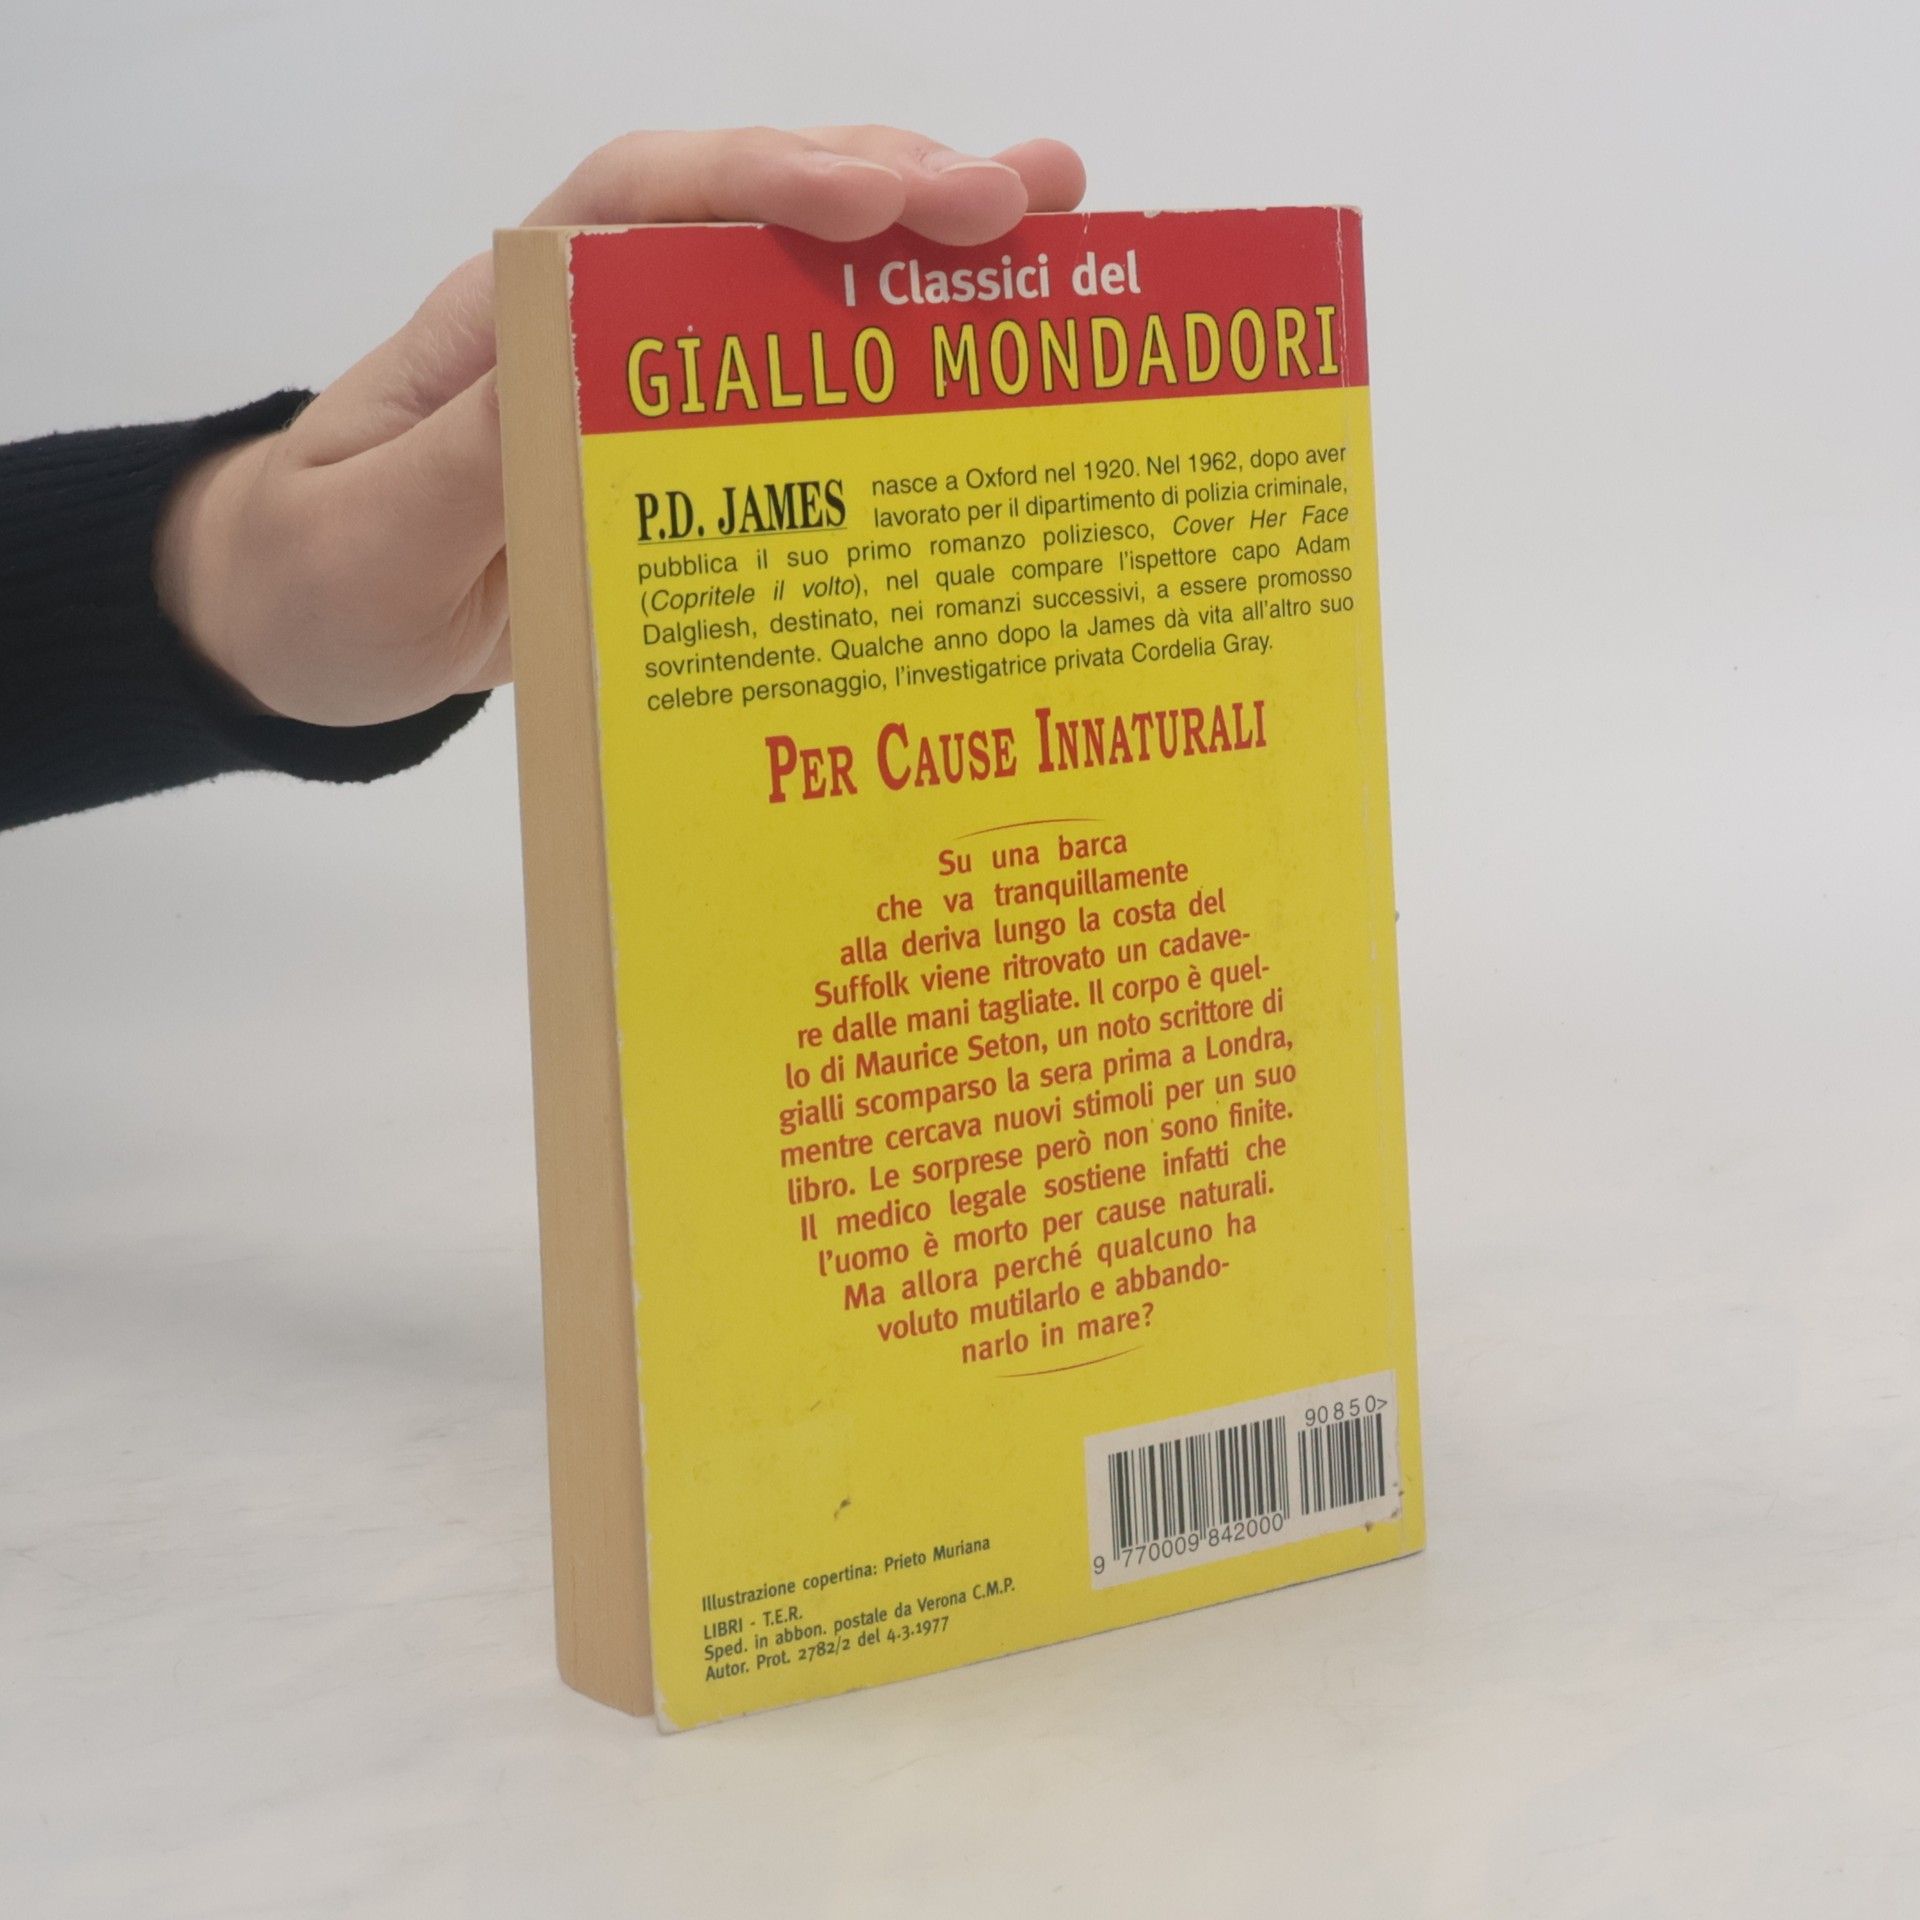 I Classici del
GIALLO MONDADORI
P.D. JAMES nasce a Oxford nel 1920. Nel 1962, dopo aver
lavorato per il dipartimento di polizia criminale,
pubblica il suo primo romanzo poliziesco, Cover Her Face
(Copritele il volto), nel quale compare l'ispettore capo Adam
Dalgliesh, destinato, nei romanzi successivi, a essere promosso
sovrintendente. Qualche anno dopo la James dà vita all'altro suo
celebre personaggio, l'investigatrice privata Cordelia Gray.
PER CAUSE INNATURALI
Su una barca
che va tranquillamente
alla deriva lungo la costa del
Suffolk viene ritrovato un cadave-
re dalle mani tagliate. Il corpo è quel-
lo di Maurice Seton, un noto scrittore di
gialli scomparso la sera prima a Londra,
mentre cercava nuovi stimoli per un suo
libro. Le sorprese però non sono finite.
Il medico legale sostiene infatti che
l'uomo è morto per cause naturali.
Ma allora perché qualcuno ha
voluto mutilarlo e abbando-
narlo in mare?
90850>
9 770009 842000
Illustrazione copertina: Prieto Muriana
LIBRI - T.E.R.
Sped. in abbon. postale da Verona C.M.P.
Autor. Prot. 2782/2 del 4.3.1977